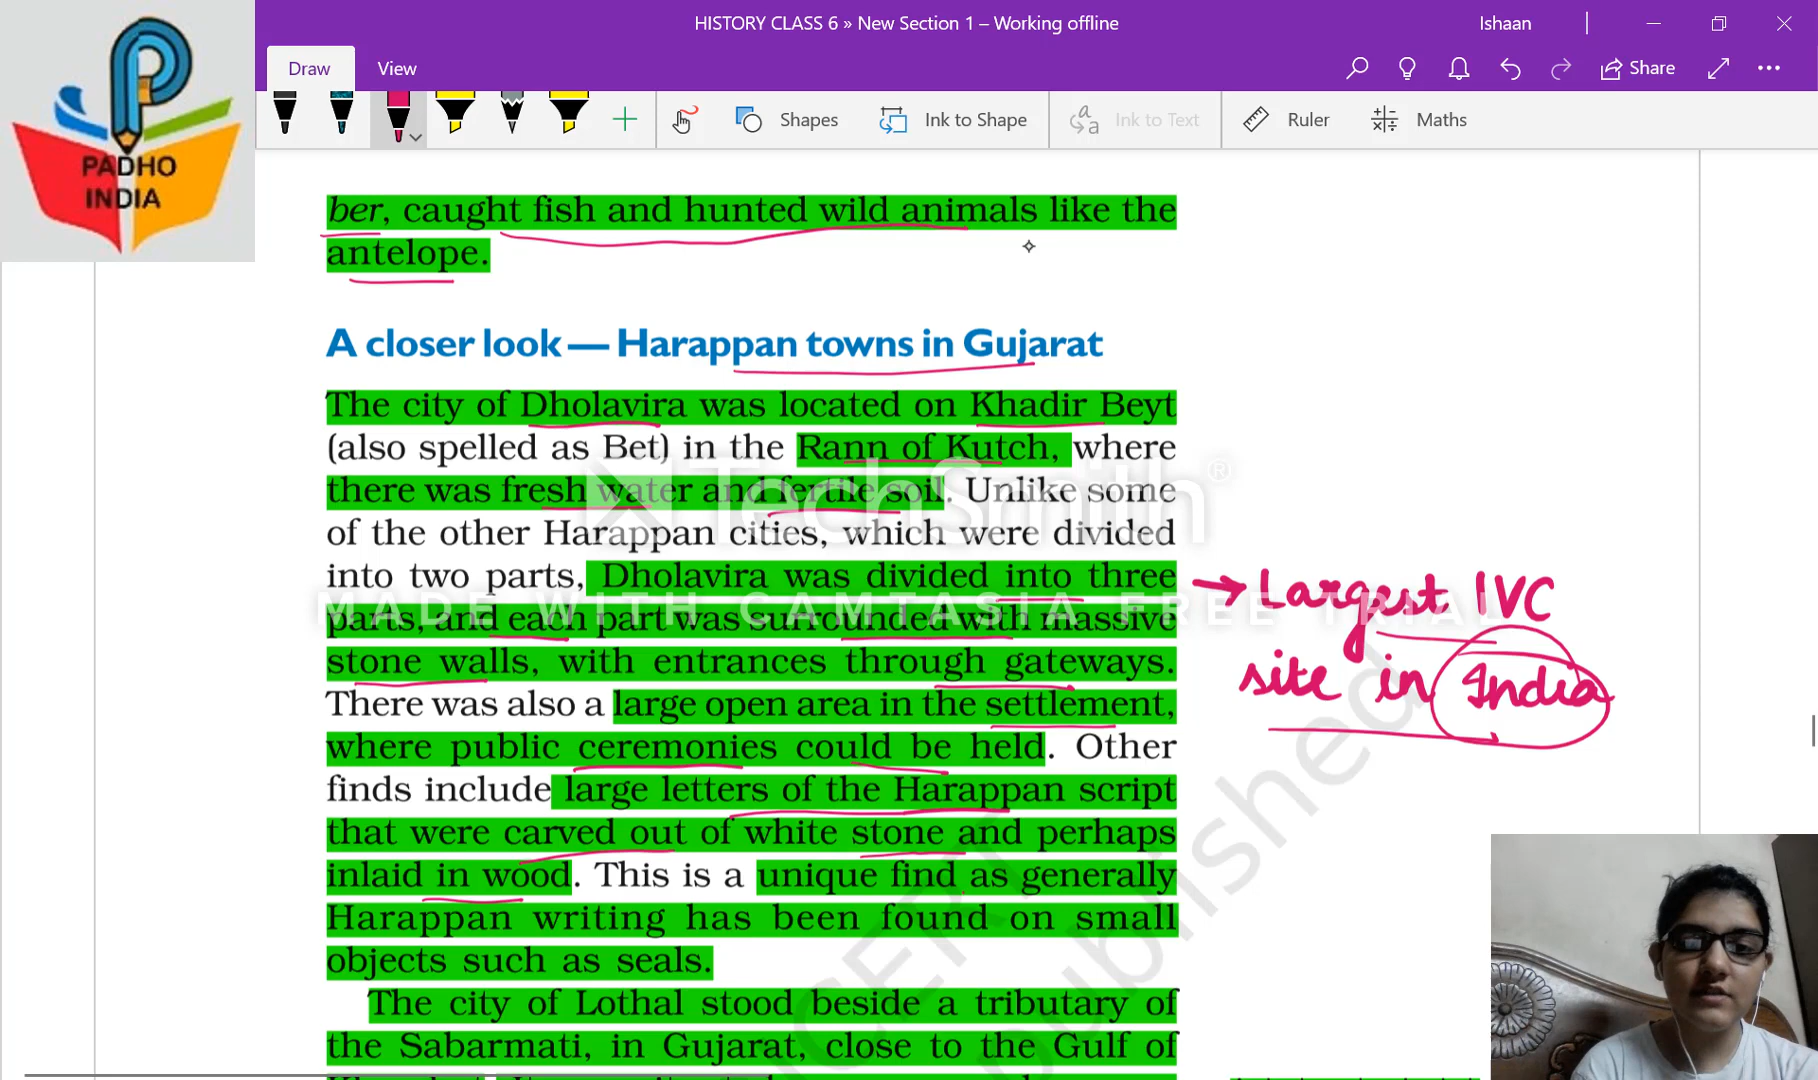 HISTORY CLASS 6 » New Section 1 – Working offline
Ishaan
Draw
View
Share
Shapes
Ink to Shape
Ink to Text
Ruler
Maths
PADHO
INDIA
ber, caught fish and hunted wild animals like the
antelope.
A closer look — Harappan towns in Gujarat
The city of Dholavira was located on Khadir Beyt
(also spelled as Bet) in the Rann of Kutch, where
there was fresh water and fertile soil. Unlike some
of the other Harappan cities, which were divided
into two parts, Dholavira was divided into three
parts, and each part was surrounded with massive
stone walls, with entrances through gateways.
There was also a large open area in the settlement,
where public ceremonies could be held. Other
finds include large letters of the Harappan script
that were carved out of white stone and perhaps
inlaid in wood. This is a unique find as generally
Harappan writing has been found on small
objects such as seals.
The city of Lothal stood beside a tributary of
the Sabarmati, in Gujarat, close to the Gulf of
→ Largest IVC
site in India
TechSmith®
MADE WITH CAMTASIA FREE TRIAL
published